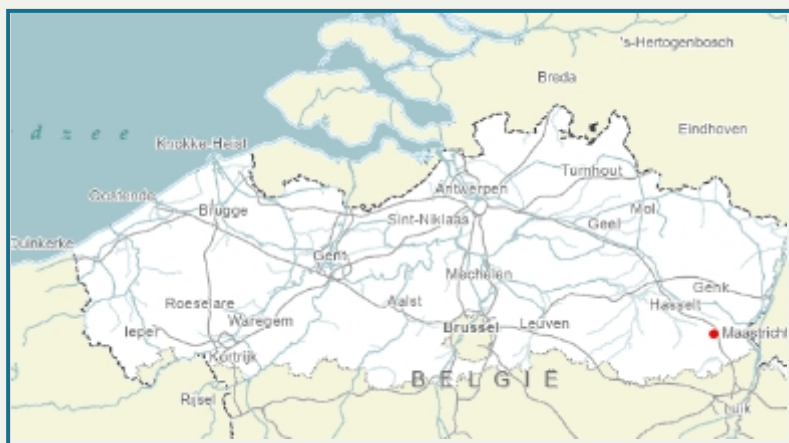 's-Hertogenbosch
Breda
dzee
Eindhoven
Knokke-Heist
Turnhout
Antwerpen
Oostende
Mol
Brugge
Sint-Niklaas
Geel
Duinkerke
Gent
Mechelen
Genk
Roeselare
Aalst
Hasselt
Waregem
Brussel
Leuven
Ieper
Maastricht
Kortrijk
BELGIË
Rijsel
Luik